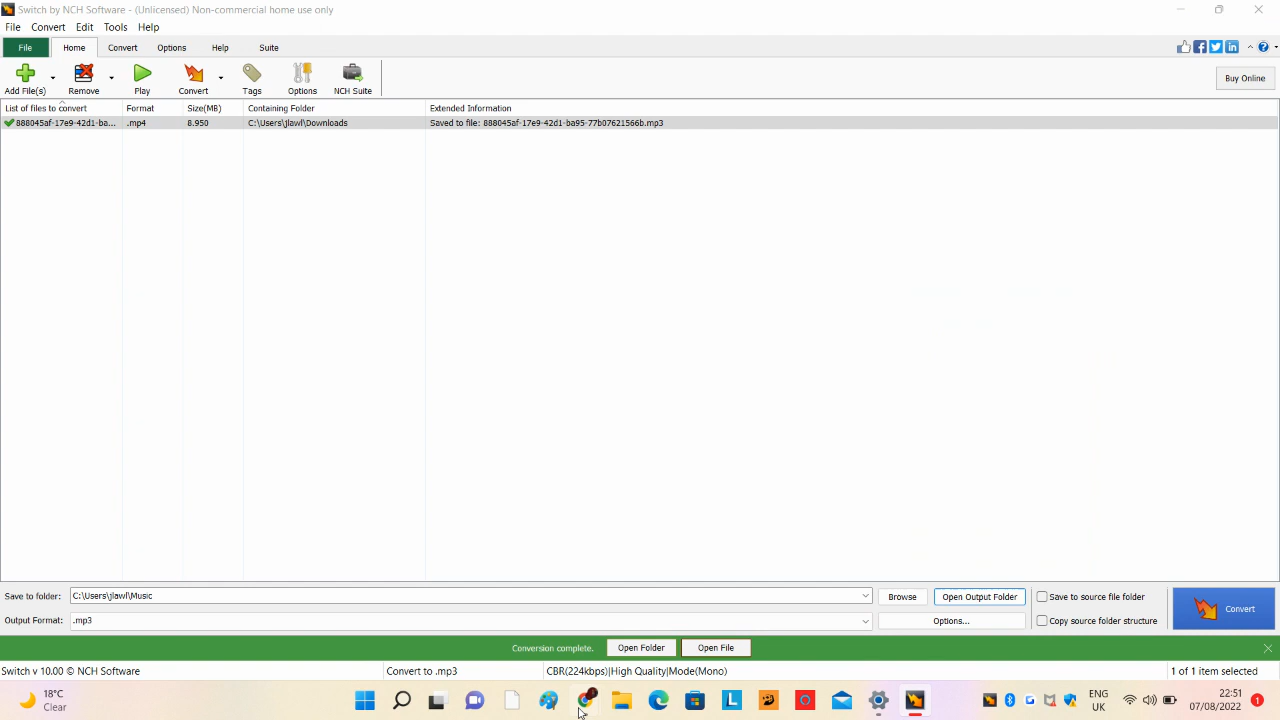 Switch by NCH Software - (Unlicensed) Non-commercial home use only
File Convert Edit Tools Help
File Home Convert Options Help Suite
Add File(s) Remove Play Convert Tags Options NCH Suite Buy Online
List of files to convert Format Size(MB) Containing Folder Extended Information
888045af-17e9-42d1-ba... .mp4 8.950 C:\Users\jlawl\Downloads Saved to file: 888045af-17e9-42d1-ba95-77b07621566b.mp3
Save to folder: C:\Users\jlawl\Music Browse Open Output Folder Save to source file folder Convert
Output Format: .mp3 Options... Copy source folder structure
Conversion complete. Open Folder Open File
Switch v 10.00 © NCH Software Convert to .mp3 CBR(224kbps)|High Quality|Mode(Mono) 1 of 1 item selected
18°C ENG
Clear UK 07/08/2022 1